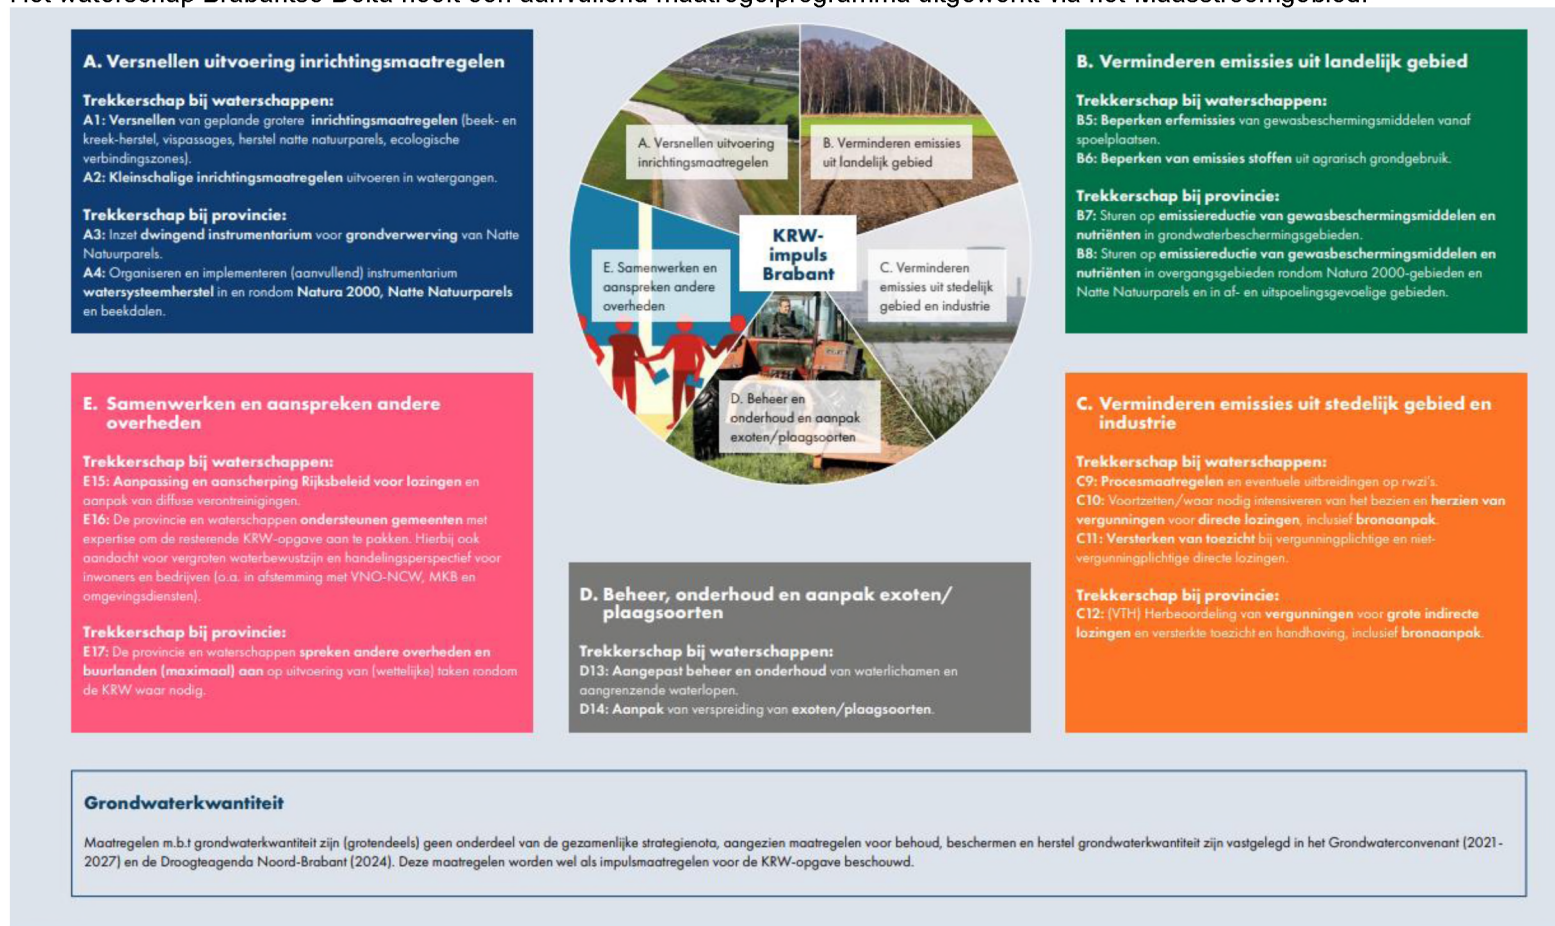 Het waterschap Brabantse Delta heeft een aanvullend maatregelprogramma uitgewerkt via het Maasstroomgebied.
A. Versnellen uitvoering inrichtingsmaatregelen
Trekkerschap bij waterschappen:
A1: Versnellen van geplande grotere inrichtingsmaatregelen (beek- en
kreek-herstel, vispassages, herstel natte natuurparels, ecologische
verbindingszones).
A2: Kleinschalige inrichtingsmaatregelen uitvoeren in watergangen.
Trekkerschap bij provincie:
A3: Inzet dwingend instrumentarium voor grondverwerving van Natte
Natuurparels.
A4: Organiseren en implementeren (aanvullend) instrumentarium
watersysteemherstel in en rondom Natura 2000, Natte Natuurparels
en beekdalen.
A. Versnellen uitvoering
inrichtingsmaatregelen
B. Verminderen emissies
uit landelijk gebied
KRW-
impuls
Brabant
E. Samenwerken en
aanspreken andere
overheden
C. Verminderen
emissies uit stedelijk
gebied en industrie
D. Beheer en
onderhoud en aanpak
exoten/plaagsoorten
B. Verminderen emissies uit landelijk gebied
Trekkerschap bij waterschappen:
B5: Beperken erfemissies van gewasbeschermingsmiddelen vanaf
spoelplaatsen.
B6: Beperken van emissies stoffen uit agrarisch grondgebruik.
Trekkerschap bij provincie:
B7: Sturen op emissiereductie van gewasbeschermingsmiddelen en
nutriënten in grondwaterbeschermingsgebieden.
B8: Sturen op emissiereductie van gewasbeschermingsmiddelen en
nutriënten in overgangsgebieden rondom Natura 2000-gebieden en
Natte Natuurparels en in af- en uitspoelingsgevoelige gebieden.
E. Samenwerken en aanspreken andere
overheden
Trekkerschap bij waterschappen:
E15: Aanpassing en aanscherping Rijksbeleid voor lozingen en
aanpak van diffuse verontreinigingen.
E16: De provincie en waterschappen ondersteunen gemeenten met
expertise om de resterende KRW-opgave aan te pakken. Hierbij ook
aandacht voor vergroten waterbewustzijn en handelingsperspectief voor
inwoners en bedrijven (o.a. in afstemming met VNO-NCW, MKB en
omgevingsdiensten).
Trekkerschap bij provincie:
E17: De provincie en waterschappen spreken andere overheden en
buurlanden (maximaal) aan op uitvoering van (wettelijke) taken rondom
de KRW waar nodig.
D. Beheer, onderhoud en aanpak exoten/
plaagsoorten
Trekkerschap bij waterschappen:
D13: Aangepast beheer en onderhoud van waterlichamen en
aangrenzende waterlopen.
D14: Aanpak van verspreiding van exoten/plaagsoorten.
C. Verminderen emissies uit stedelijk gebied en
industrie
Trekkerschap bij waterschappen:
C9: Procesmaatregelen en eventuele uitbreidingen op rwzi's.
C10: Voortzetten/waar nodig intensiveren van het bezien en herzien van
vergunningen voor directe lozingen, inclusief bronaanpak.
C11: Versterken van toezicht bij vergunningplichtige en niet-
vergunningplichtige directe lozingen.
Trekkerschap bij provincie:
C12: (VTH) Herbeoordeling van vergunningen voor grote indirecte
lozingen en versterkte toezicht en handhaving, inclusief bronaanpak.
Grondwaterkwantiteit
Maatregelen m.b.t grondwaterkwantiteit zijn (grotendeels) geen onderdeel van de gezamenlijke strategienota, aangezien maatregelen voor behoud, beschermen en herstel grondwaterkwantiteit zijn vastgelegd in het Grondwaterconvenant (2021-
2027) en de Droogteagenda Noord-Brabant (2024). Deze maatregelen worden wel als impulsmaatregelen voor de KRW-opgave beschouwd.